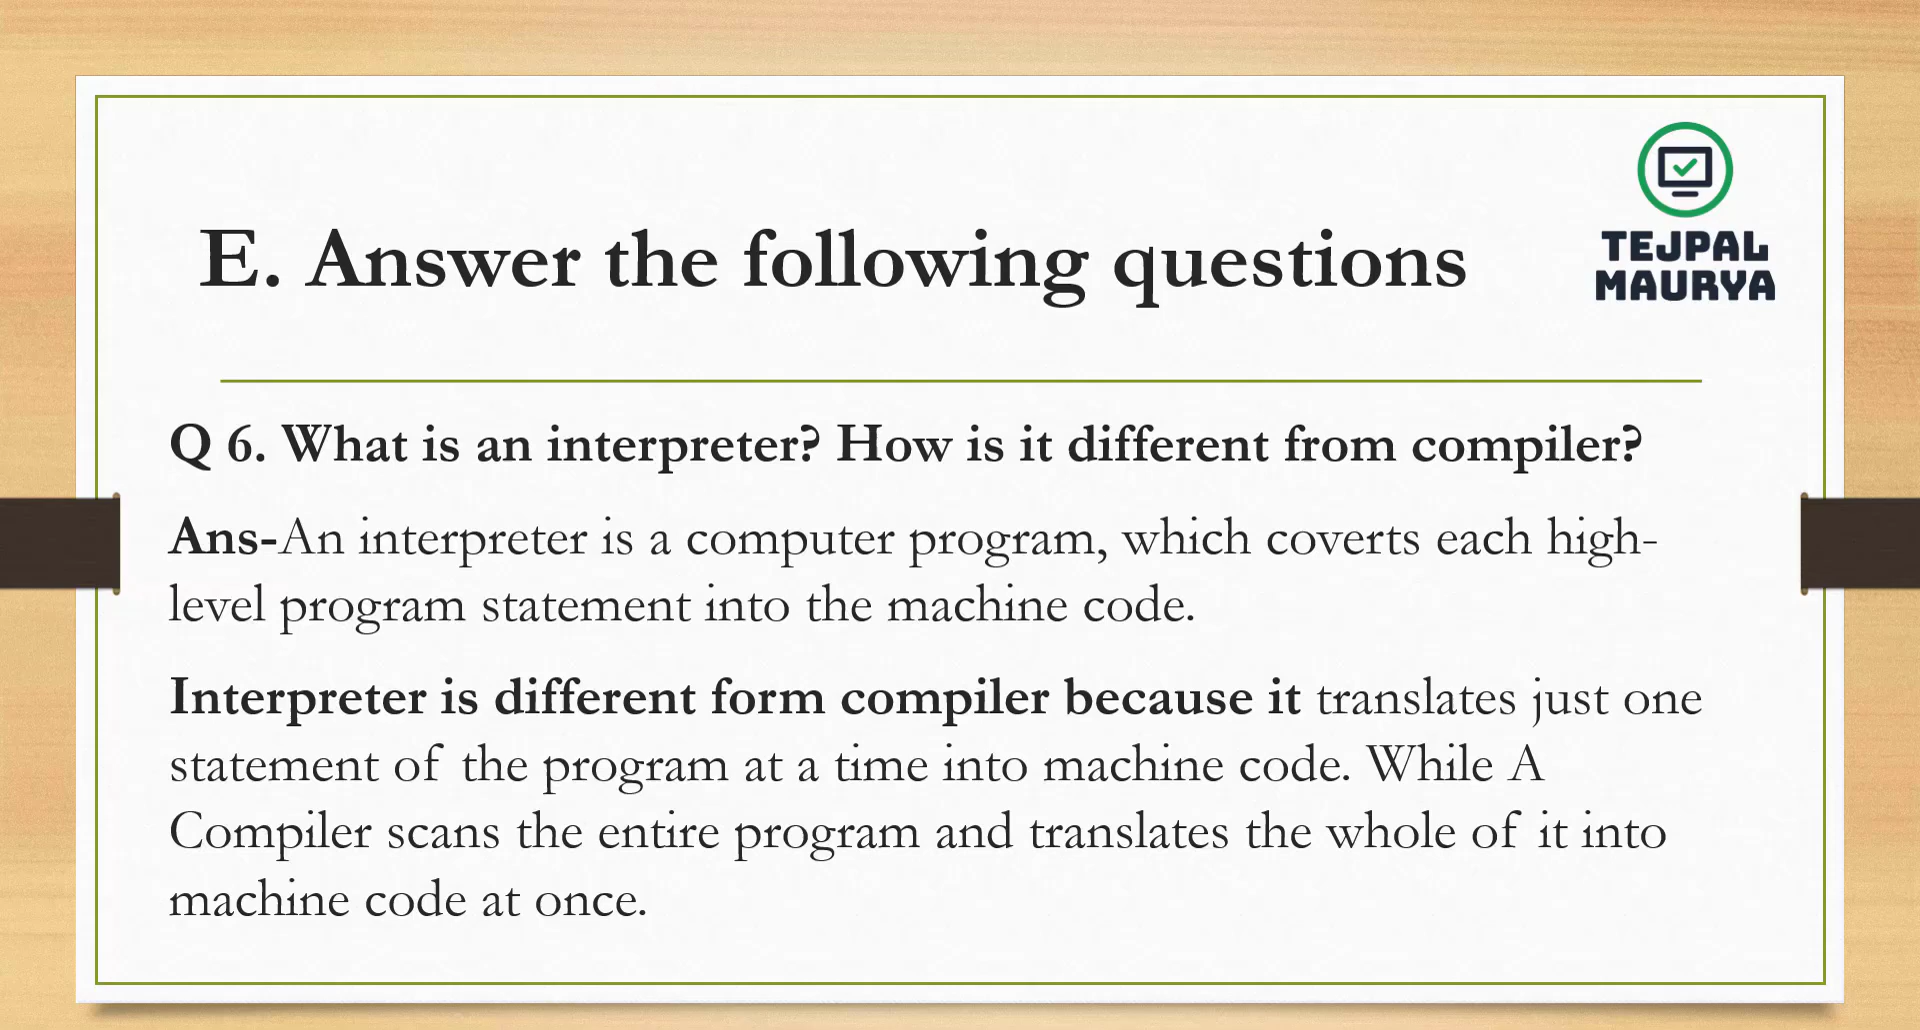 E. Answer the following questions
TEJPAL
MAURYA
Q 6. What is an interpreter? How is it different from compiler?
Ans-An interpreter is a computer program, which coverts each high-
level program statement into the machine code.
Interpreter is different form compiler because it translates just one
statement of the program at a time into machine code. While A
Compiler scans the entire program and translates the whole of it into
machine code at once.